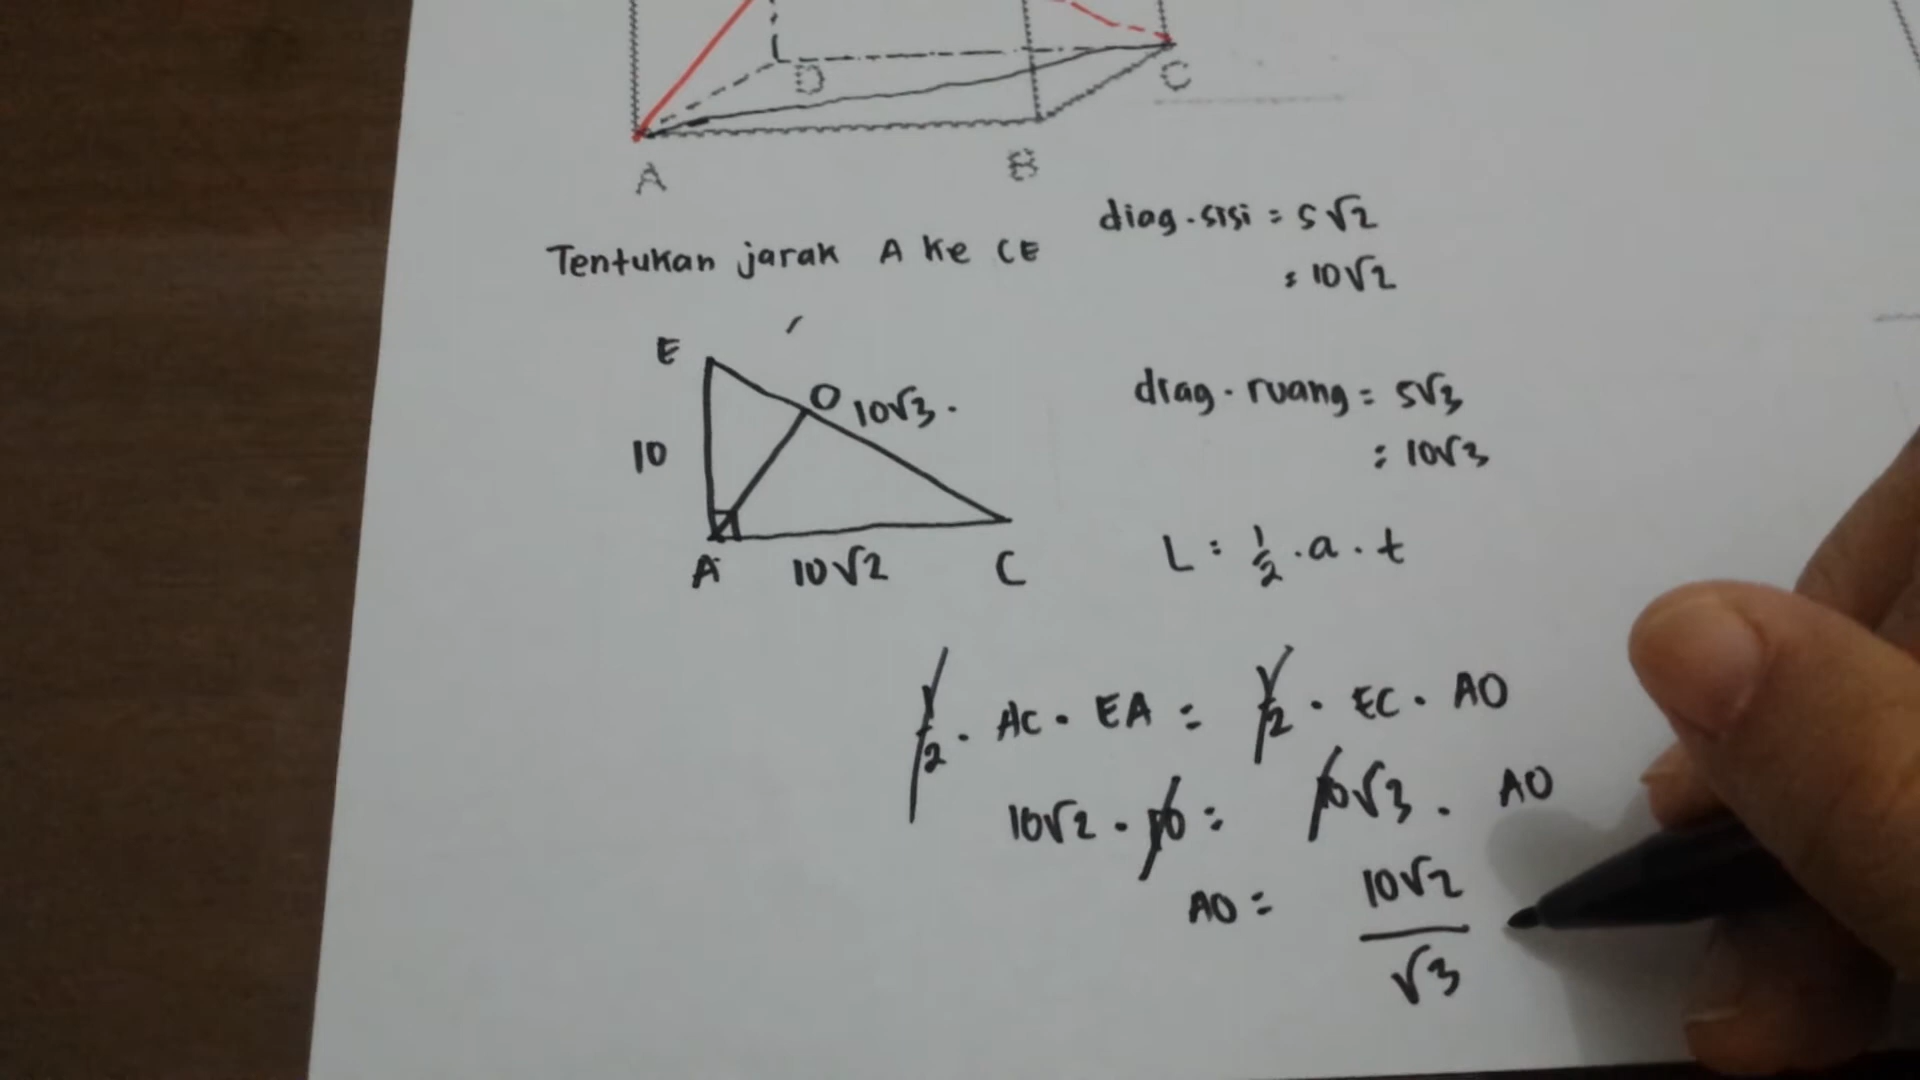 D
C
A
B
Tentukan jarak A ke CE
diag. sisi = s√2
= 10√2
E
O
10√3.
10
A
10√2
C
diag. ruang = s√3
= 10√3
L = 1/2 . a . t
1/2 . AC . EA = 1/2 . EC . AO
10√2 . 10 = 10√3 . AO
AO = 10√2/√3